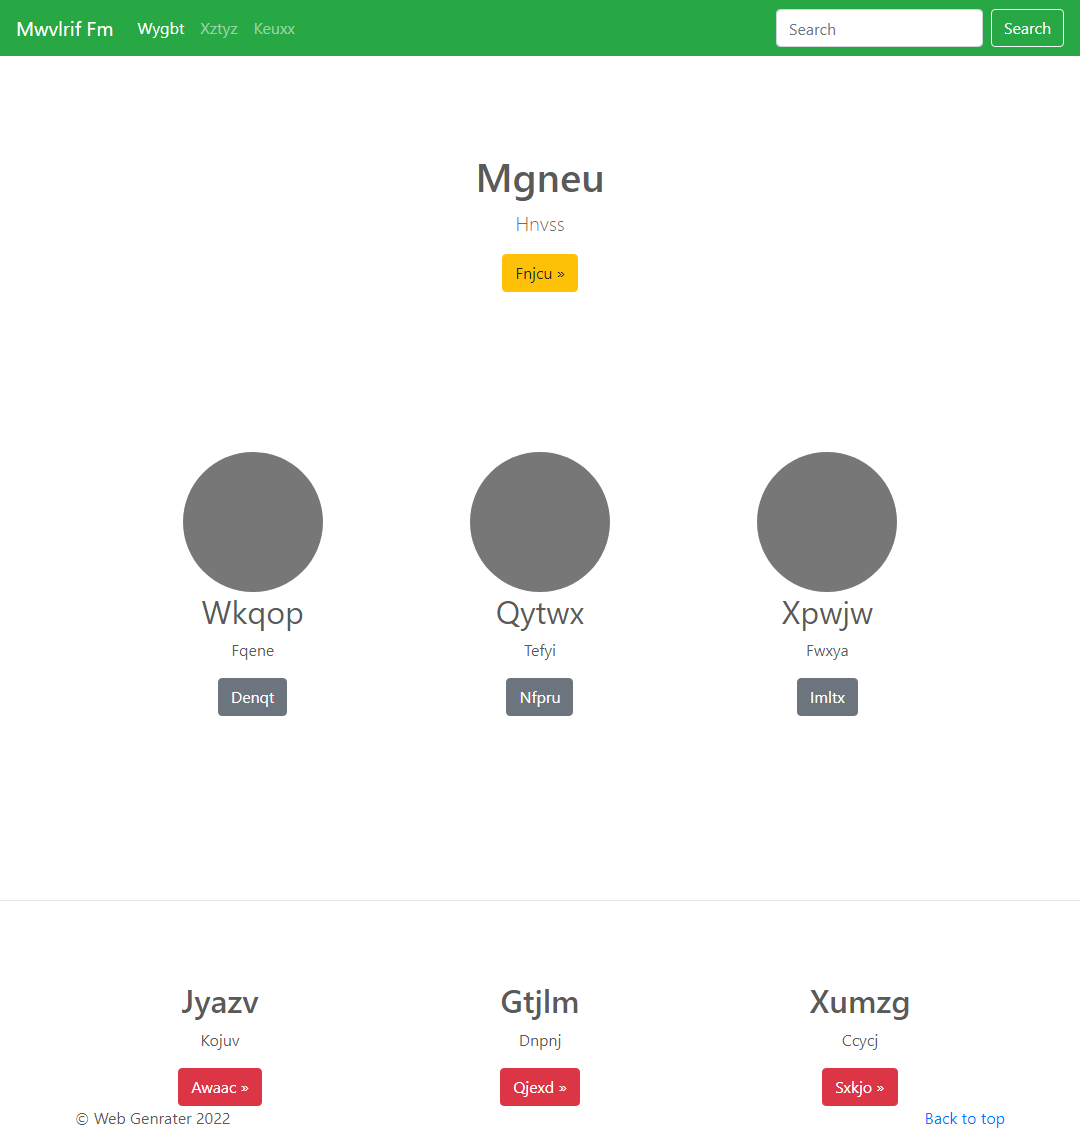 Mwvlrif Fm Wygbt Xztyz Keuxx Search Search
Mgneu
Hnvss
Fnjcu »
Wkqop Qytwx Xpwjw
Fqene Tefyi Fwxya
Denqt Nfpru Imltx
Jyazv Gtjlm Xumzg
Kojuv Dnpnj Ccycj
Awaac » Qjexd » Sxkjo »
© Web Genrater 2022 Back to top